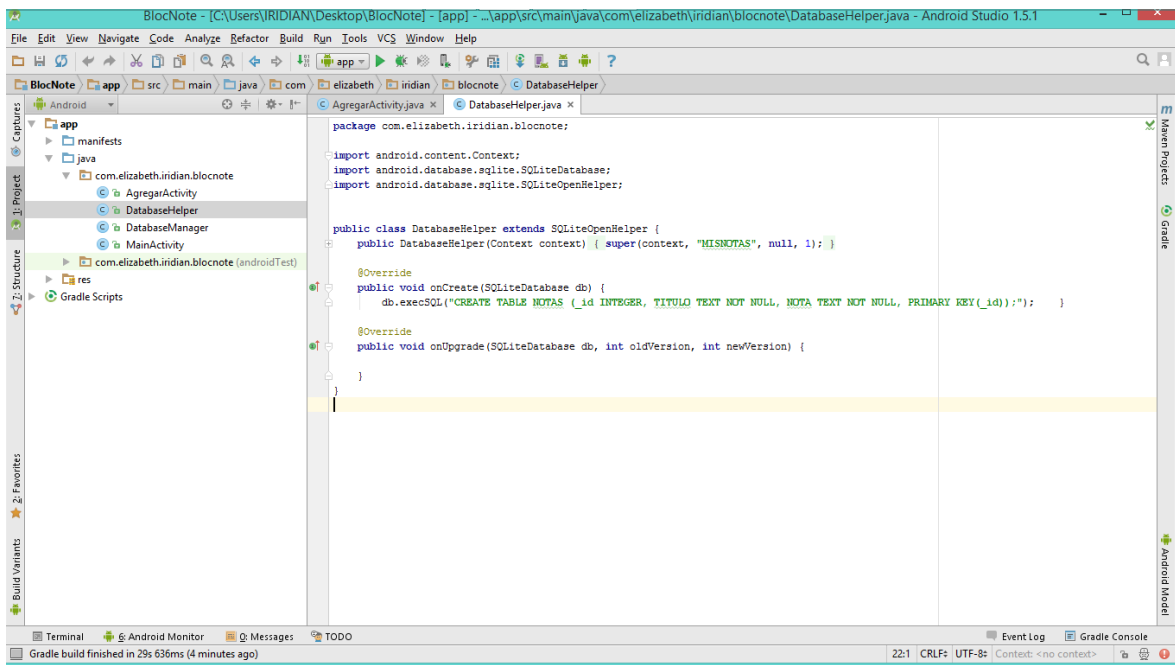 BlocNote - [C:\Users\IRIDIAN\Desktop\BlocNote] - [app] - ...\app\src\main\java\com\elizabeth\iridian\blocnote\DatabaseHelper.java - Android Studio 1.5.1
File Edit View Navigate Code Analyze Refactor Build Run Tools VCS Window Help
app
BlocNote app src main java com elizabeth iridian blocnote DatabaseHelper
Android
AgregarActivity.java DatabaseHelper.java
app
manifests
java
com.elizabeth.iridian.blocnote
AgregarActivity
DatabaseHelper
DatabaseManager
MainActivity
com.elizabeth.iridian.blocnote (androidTest)
res
Gradle Scripts
Captures
1: Project
7: Structure
2: Favorites
Build Variants
package com.elizabeth.iridian.blocnote;
import android.content.Context;
import android.database.sqlite.SQLiteDatabase;
import android.database.sqlite.SQLiteOpenHelper;
public class DatabaseHelper extends SQLiteOpenHelper {
public DatabaseHelper(Context context) { super(context, "MISNOTAS", null, 1); }
@Override
public void onCreate(SQLiteDatabase db) {
db.execSQL("CREATE TABLE NOTAS (_id INTEGER, TITULO TEXT NOT NULL, NOTA TEXT NOT NULL, PRIMARY KEY(_id));"); }
@Override
public void onUpgrade(SQLiteDatabase db, int oldVersion, int newVersion) {
}
}
m
Maven Projects
Gradle
Android Model
Terminal 6: Android Monitor 0: Messages TODO Event Log Gradle Console
Gradle build finished in 29s 636ms (4 minutes ago) 22:1 CRLF UTF-8 Context: <no context>